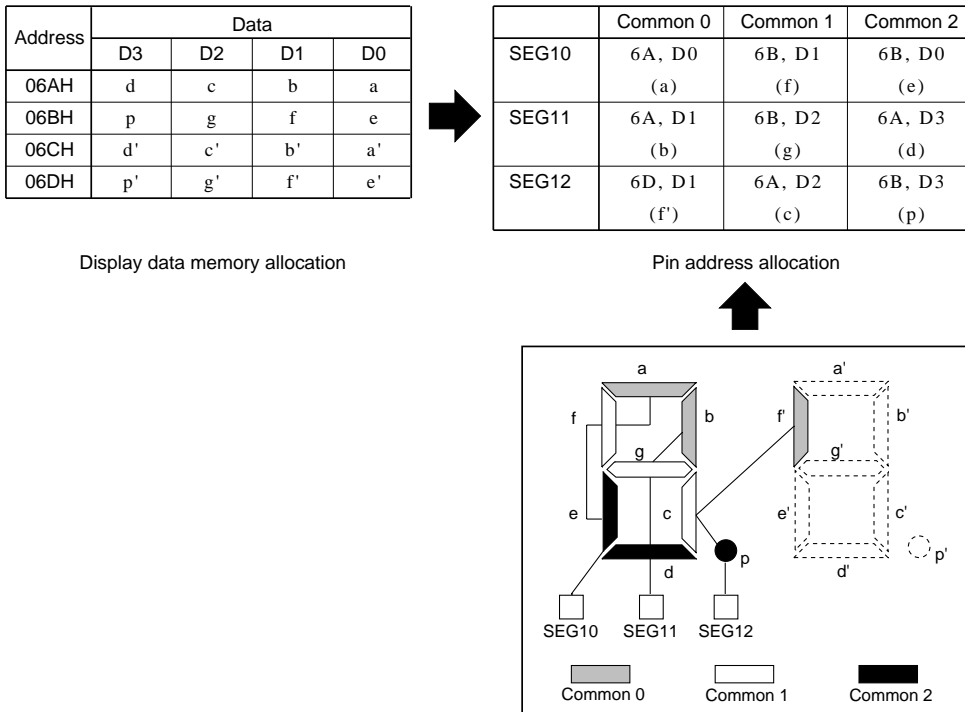 Address Data
D3 D2 D1 D0
06AH d c b a
06BH p g f e
06CH d' c' b' a'
06DH p' g' f' e'
Display data memory allocation
Common 0 Common 1 Common 2
SEG10 6A, D0 6B, D1 6B, D0
(a) (f) (e)
SEG11 6A, D1 6B, D2 6A, D3
(b) (g) (d)
SEG12 6D, D1 6A, D2 6B, D3
(f') (c) (p)
Pin address allocation
a a'
f b f' b'
g g'
e c e' c'
d p d' p'
SEG10 SEG11 SEG12
Common 0 Common 1 Common 2